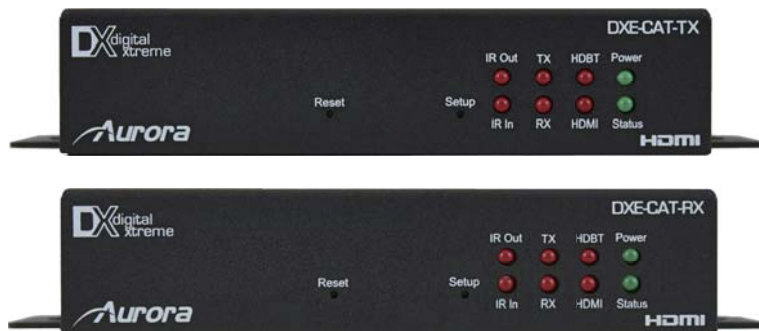 DX digital xtreme
DXE-CAT-TX
IR Out TX HDBT Power
Reset
Setup
IR In RX HDMI Status
Aurora
HDMI
DX digital xtreme
DXE-CAT-RX
IR Out TX HDBT Power
Reset
Setup
IR In RX HDMI Status
Aurora
HDMI